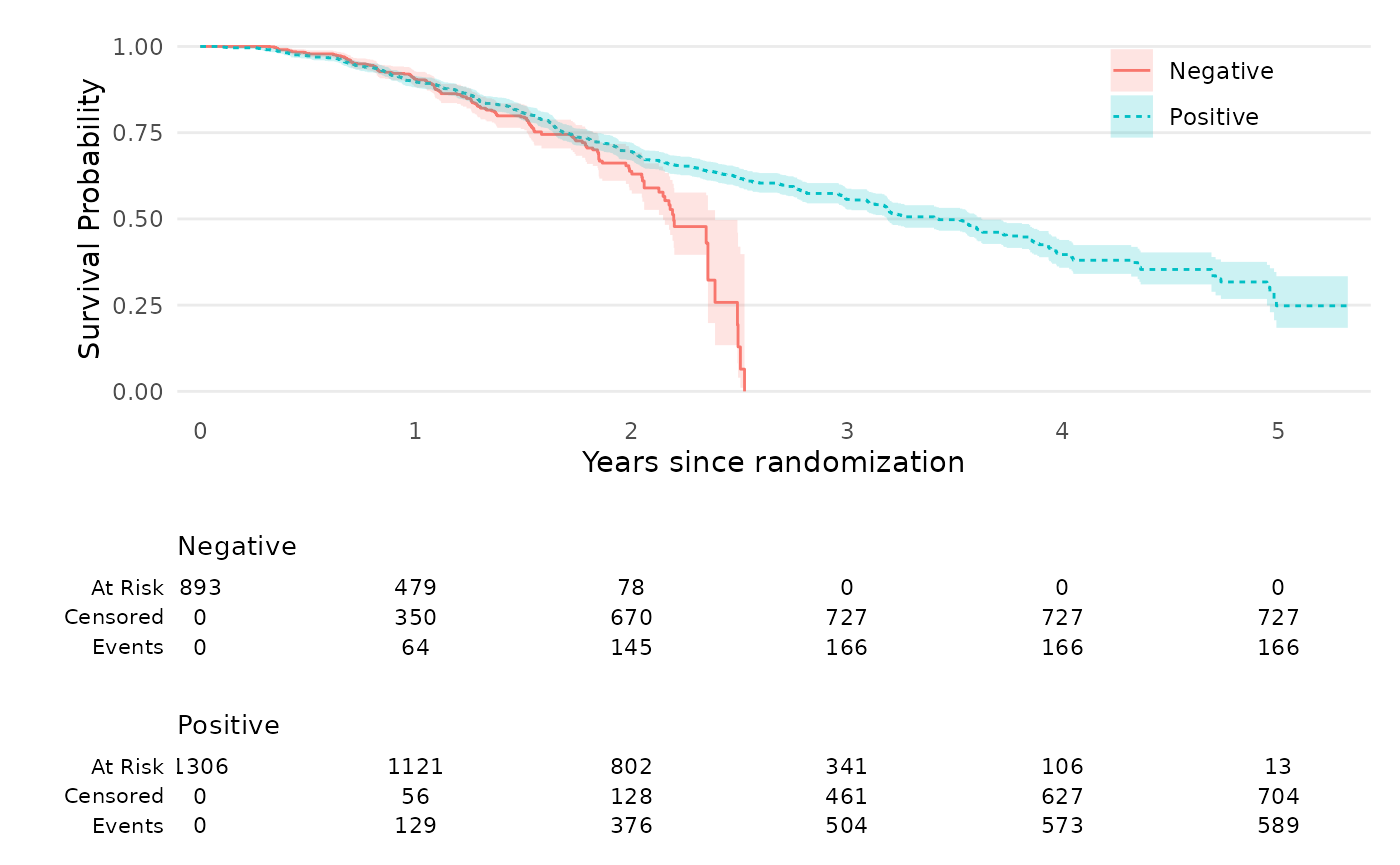 1.00
0.75
0.50
0.25
0.00
Survival Probability
Negative
Positive
0 1 2 3 4 5
Years since randomization
Negative
At Risk 893 479 78 0 0 0
Censored 0 350 670 727 727 727
Events 0 64 145 166 166 166
Positive
At Risk 1306 1121 802 341 106 13
Censored 0 56 128 461 627 704
Events 0 129 376 504 573 589